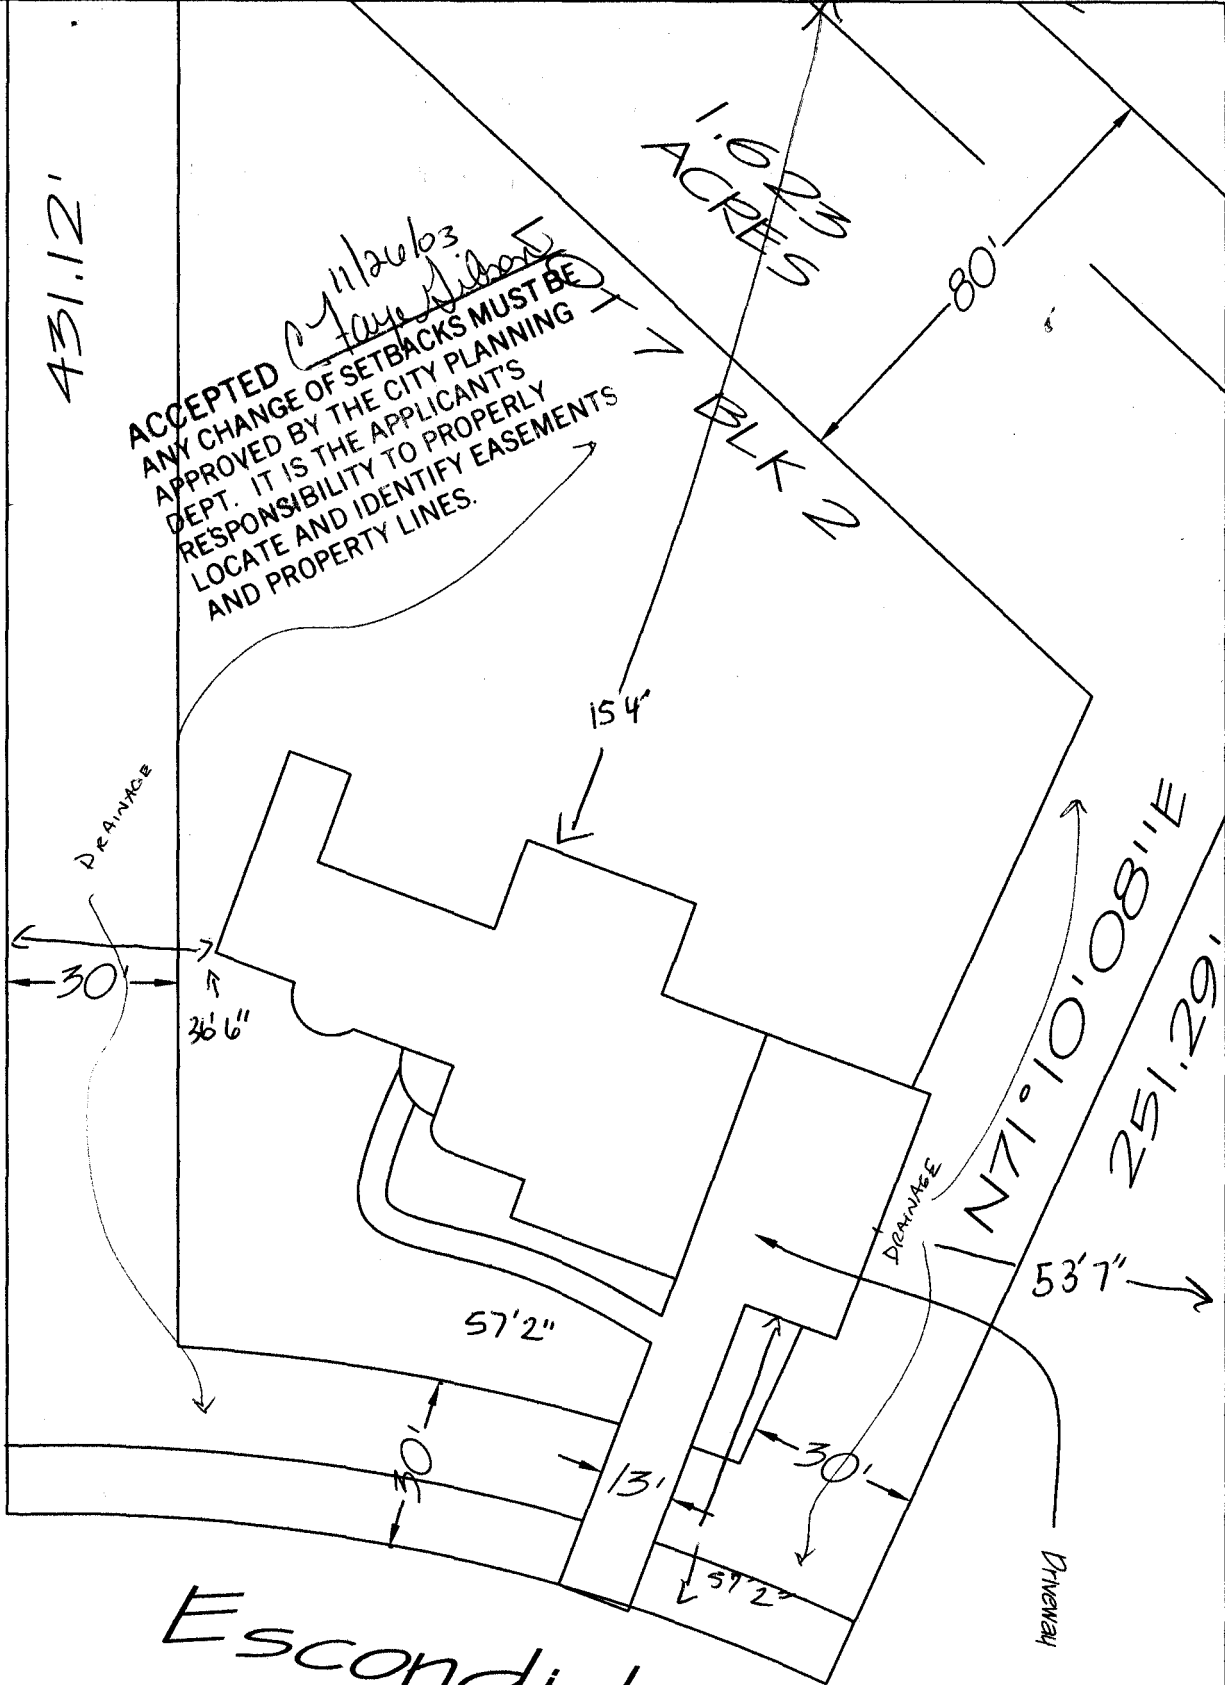 431.12'
1.623
ACRES
80'
11/26/03
C. Faye Gibson
ACCEPTED
ANY CHANGE OF SETBACKS MUST BE
APPROVED BY THE CITY PLANNING
DEPT. IT IS THE APPLICANT'S
RESPONSIBILITY TO PROPERLY
LOCATE AND IDENTIFY EASEMENTS
AND PROPERTY LINES.
LOT 7 BLK 2
15'4"
DRAINAGE
30'
36'6"
N71°10'08"E
251.29'
DRAINAGE
53'7"
57'2"
30'
13'
30'
57'2"
Driveway